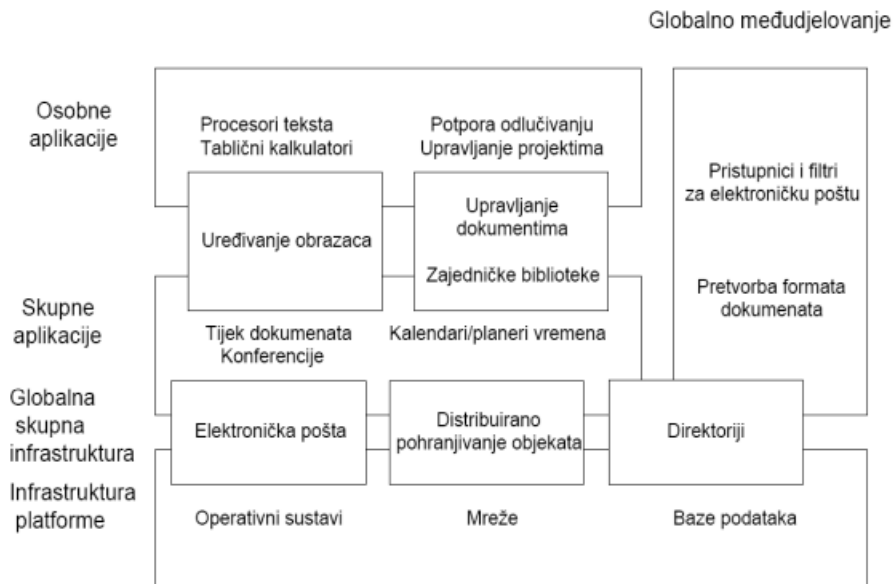 Globalno međudjelovanje
Osobne
aplikacije
Procesori teksta
Tablični kalkulatori
Potpora odlučivanju
Upravljanje projektima
Pristupnici i filtri
za elektroničku poštu
Uređivanje obrazaca
Upravljanje
dokumentima
Zajedničke biblioteke
Pretvorba formata
dokumenata
Skupne
aplikacije
Tijek dokumenata
Konferencije
Kalendari/planeri vremena
Globalna
skupna
infrastruktura
Elektronička pošta
Distribuirano
pohranjivanje objekata
Direktoriji
Infrastruktura
platforme
Operativni sustavi
Mreže
Baze podataka